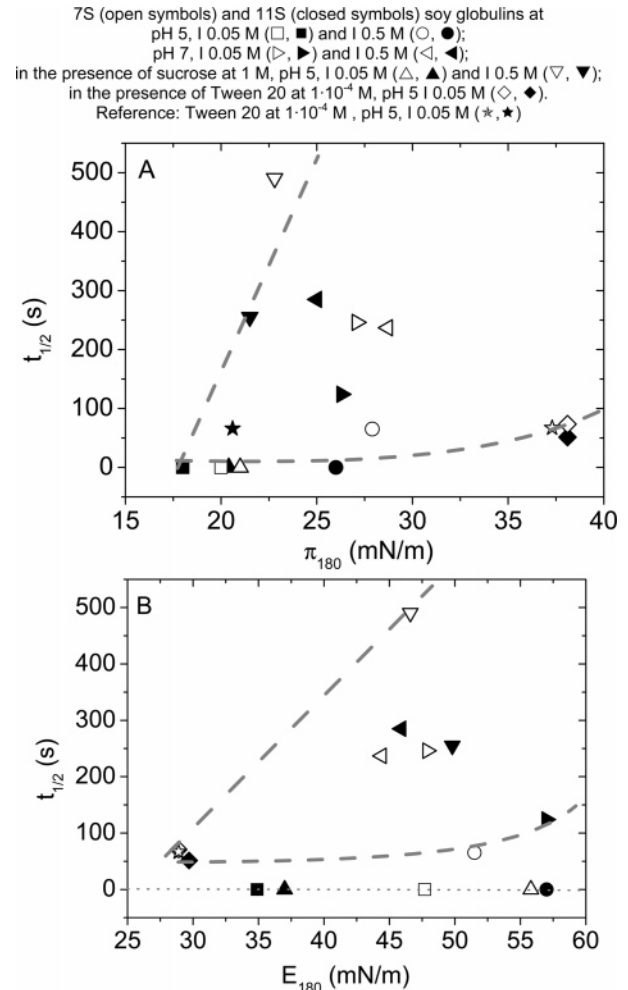 7S (open symbols) and 11S (closed symbols) soy globulins at
pH 5, I 0.05 M (□, ■) and I 0.5 M (○, ●);
pH 7, I 0.05 M (▷, ▶) and I 0.5 M (◁, ◀);
in the presence of sucrose at 1 M, pH 5, I 0.05 M (△, ▲) and I 0.5 M (▽, ▼);
in the presence of Tween 20 at 1·10⁻⁴ M, pH 5 I 0.05 M (◇, ◆).
Reference: Tween 20 at 1·10⁻⁴ M , pH 5, I 0.05 M (☆,★)
A
500
400
300
200
100
0
t1/2 (s)
15 20 25 30 35 40
π180 (mN/m)
B
500
400
300
200
100
0
t1/2 (s)
25 30 35 40 45 50 55 60
E180 (mN/m)